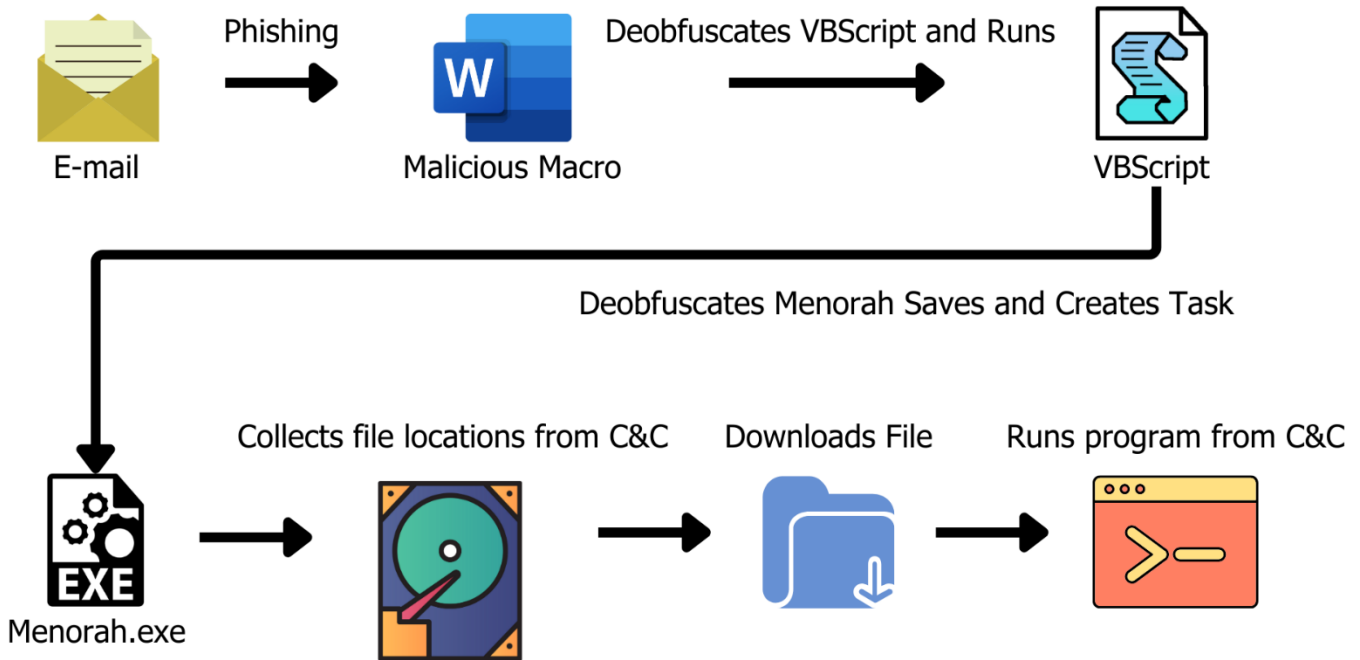 Phishing
Deobfuscates VBScript and Runs
W
E-mail
Malicious Macro
VBScript
Deobfuscates Menorah Saves and Creates Task
Collects file locations from C&C
Downloads File
Runs program from C&C
EXE
Menorah.exe